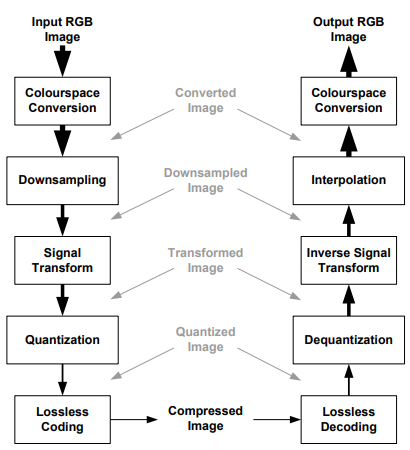 Input RGB
Image
Output RGB
Image
Colourspace
Conversion
Converted
Image
Colourspace
Conversion
Downsampling
Downsampled
Image
Interpolation
Signal
Transform
Transformed
Image
Inverse Signal
Transform
Quantization
Quantized
Image
Dequantization
Lossless
Coding
Compressed
Image
Lossless
Decoding